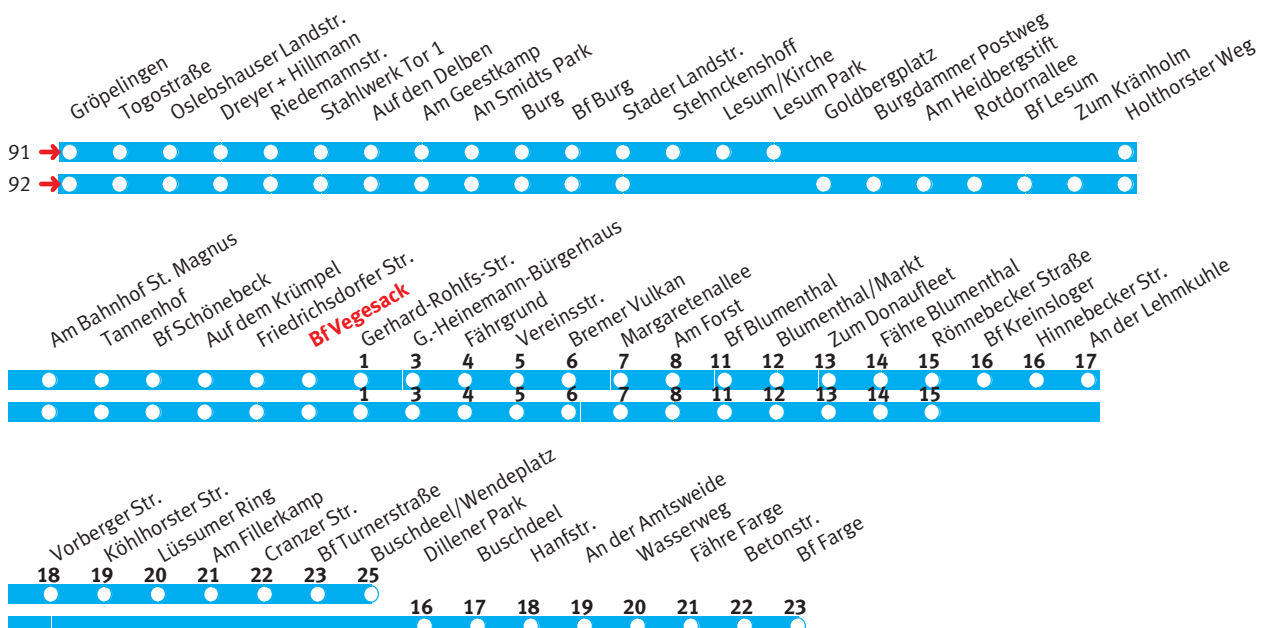 Gröpelingen
Togostraße
Oslebshauser Landstr.
Dreyer + Hillmann
Riedemannstr.
Stahlwerk Tor 1
Auf den Delben
Am Geestkamp
An Smidts Park
Burg
Bf Burg
Stader Landstr.
Stehnckenshoff
Lesum/Kirche
Lesum Park
Goldbergplatz
Burgdammer Postweg
Am Heidbergstift
Rotdornallee
Bf Lesum
Zum Kränholm
Holthorster Weg
91
92
Am Bahnhof St. Magnus
Tannenhof
Bf Schönebeck
Auf dem Krümpel
Friedrichsdorfer Str.
Bf Vegesack
Gerhard-Rohlfs-Str.
G.-Heinemann-Bürgerhaus
Fährgrund
Vereinsstr.
Bremer Vulkan
Margaretenallee
Am Forst
Bf Blumenthal
Blumenthal/Markt
Zum Donaufleet
Fähre Blumenthal
Rönnebecker Straße
Bf Kreinsloger
Hinnebecker Str.
An der Lehmkuhle
1 3 4 5 6 7 8 11 12 13 14 15 16 16 17
1 3 4 5 6 7 8 11 12 13 14 15
Vorberger Str.
Köhlhorster Str.
Lüssumer Ring
Am Fillerkamp
Cranzer Str.
Bf Turnerstraße
Buschdeel/Wendeplatz
Dillener Park
Buschdeel
Hanfstr.
An der Amtsweide
Wasserweg
Fähre Farge
Betonstr.
Bf Farge
18 19 20 21 22 23 25
16 17 18 19 20 21 22 23